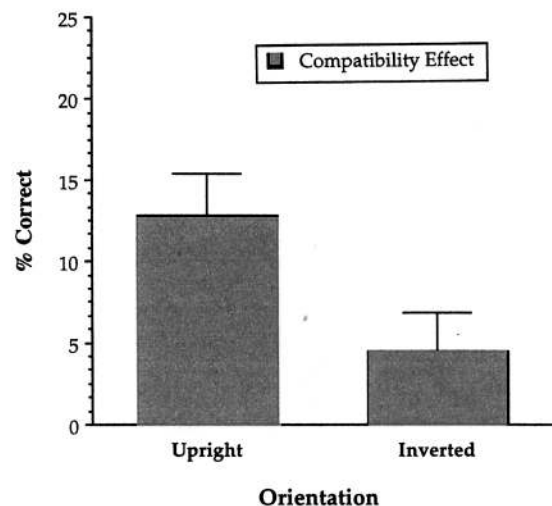 25
20
15
10
5
0
% Correct
Compatibility Effect
Upright
Inverted
Orientation